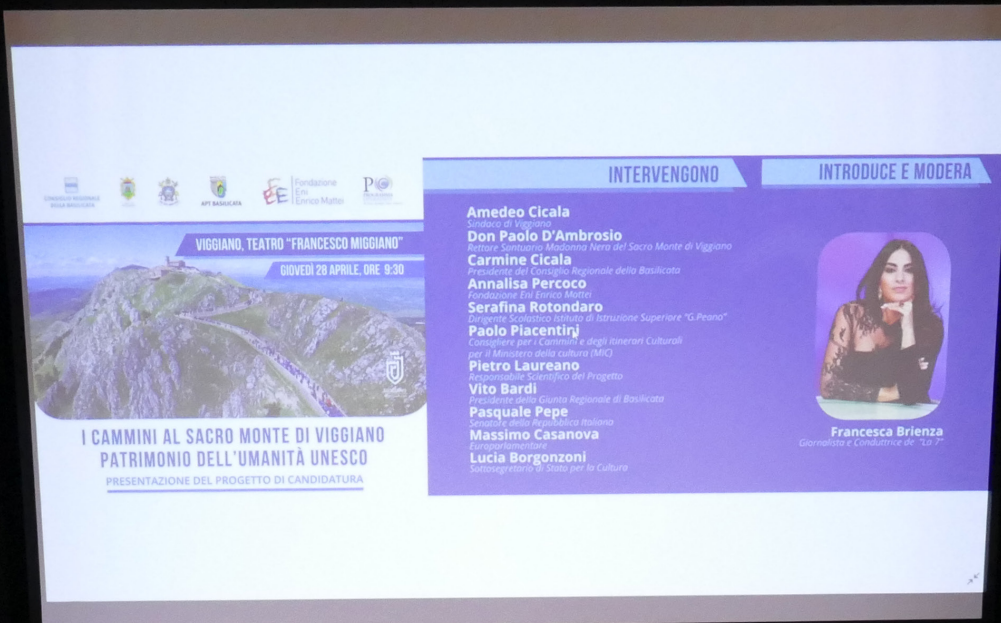 CONSIGLIO REGIONALE
DELLA BASILICATA
APT BASILICATA
Fondazione
Eni
Enrico Mattei
VIGGIANO, TEATRO “FRANCESCO MIGGIANO”
GIOVEDÌ 28 APRILE, ORE 9:30
I CAMMINI AL SACRO MONTE DI VIGGIANO
PATRIMONIO DELL'UMANITÀ UNESCO
PRESENTAZIONE DEL PROGETTO DI CANDIDATURA
INTERVENGONO
Amedeo Cicala
Sindaco di Viggiano
Don Paolo D'Ambrosio
Rettore Santuario Madonna Nera del Sacro Monte di Viggiano
Carmine Cicala
Presidente del Consiglio Regionale della Basilicata
Annalisa Percoco
Fondazione Eni Enrico Mattei
Serafina Rotondaro
Dirigente Scolastico Istituto di Istruzione Superiore “G.Peano”
Paolo Piacentini
Consigliere per i Cammini e degli itinerari Culturali
per il Ministero della cultura (MIC)
Pietro Laureano
Responsabile Scientifico del Progetto
Vito Bardi
Presidente della Giunta Regionale di Basilicata
Pasquale Pepe
Senatore della Repubblica Italiana
Massimo Casanova
Europarlamentare
Lucia Borgonzoni
Sottosegretario di Stato per la Cultura
INTRODUCE E MODERA
Francesca Brienza
Giornalista e Conduttrice de “La 7”